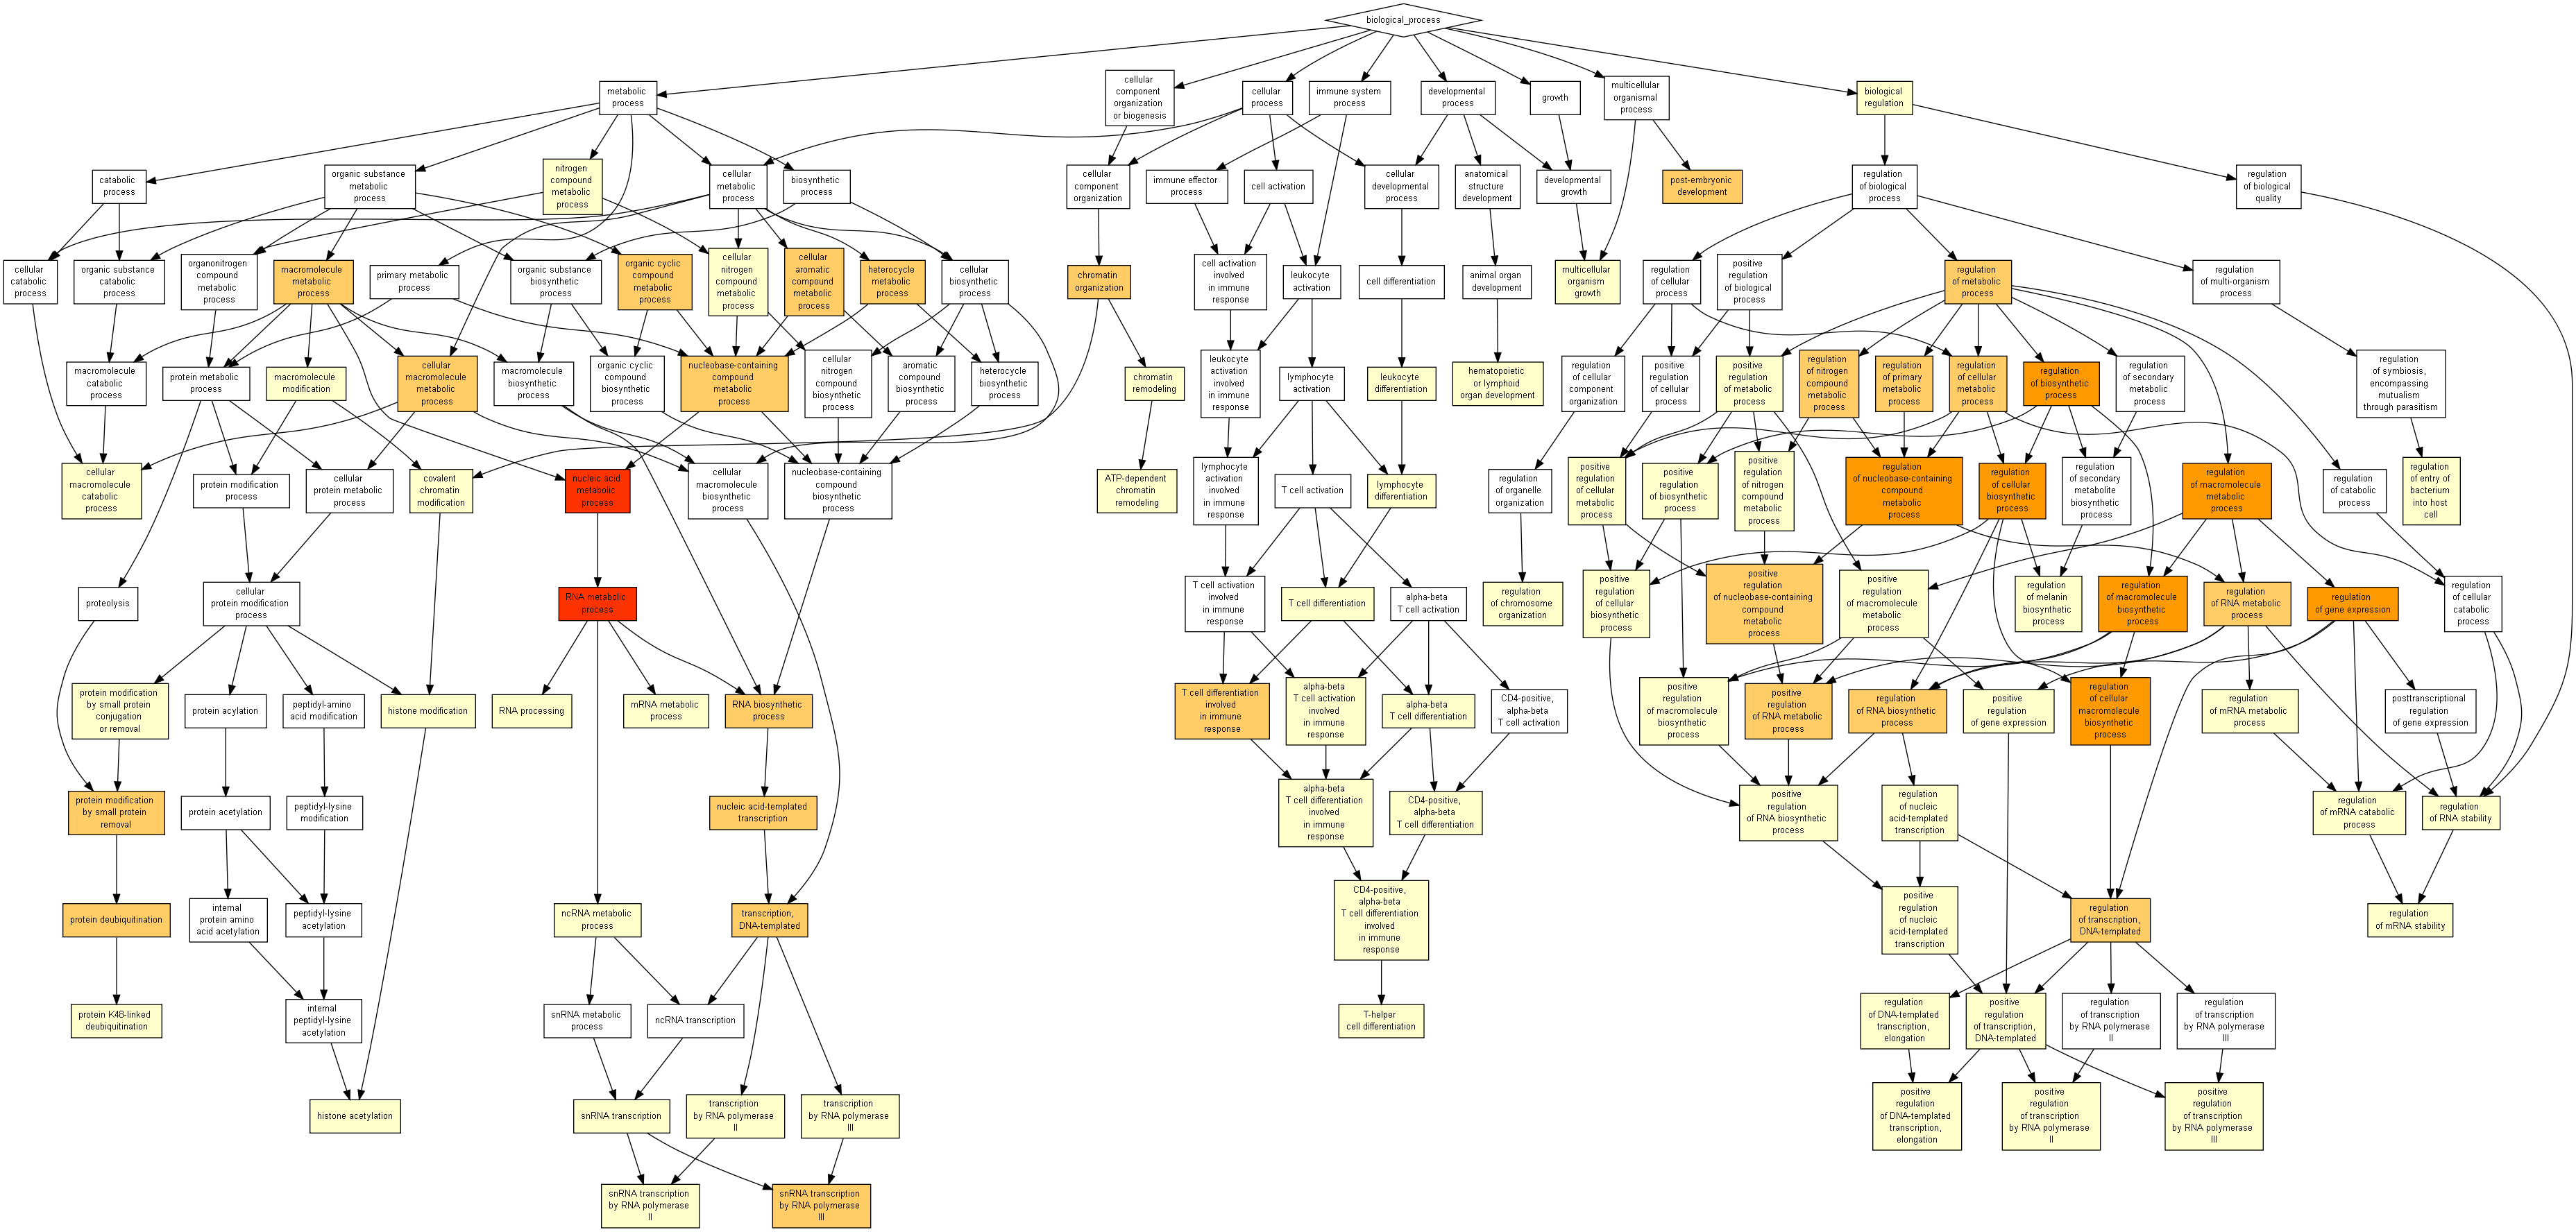 biological_process
metabolic
process
cellular
component
organization
or biogenesis
cellular
process
immune system
process
developmental
process
growth
multicellular
organismal
process
biological
regulation
catabolic
process
organic substance
metabolic
process
nitrogen
compound
metabolic
process
cellular
metabolic
process
biosynthetic
process
cellular
component
organization
immune effector
process
cell activation
cellular
developmental
process
anatomical
structure
development
developmental
growth
post-embryonic
development
regulation
of biological
process
regulation
of biological
quality
cellular
catabolic
process
organic substance
catabolic
process
organonitrogen
compound
metabolic
process
macromolecule
metabolic
process
primary metabolic
process
organic substance
biosynthetic
process
organic cyclic
compound
metabolic
process
cellular
nitrogen
compound
metabolic
process
cellular
aromatic
compound
metabolic
process
heterocycle
metabolic
process
cellular
biosynthetic
process
chromatin
organization
cell activation
involved
in immune
response
leukocyte
activation
cell differentiation
animal organ
development
multicellular
organism
growth
regulation
of cellular
process
positive
regulation
of biological
process
regulation
of metabolic
process
regulation
of multi-organism
process
macromolecule
catabolic
process
protein metabolic
process
macromolecule
modification
cellular
macromolecule
metabolic
process
macromolecule
biosynthetic
process
organic cyclic
compound
biosynthetic
process
nucleobase-containing
compound
metabolic
process
cellular
nitrogen
compound
biosynthetic
process
aromatic
compound
biosynthetic
process
heterocycle
biosynthetic
process
chromatin
remodeling
leukocyte
activation
involved
in immune
response
lymphocyte
activation
leukocyte
differentiation
hematopoietic
or lymphoid
organ development
regulation
of cellular
component
organization
positive
regulation
of cellular
process
positive
regulation
of metabolic
process
regulation
of nitrogen
compound
metabolic
process
regulation
of primary
metabolic
process
regulation
of cellular
metabolic
process
regulation
of biosynthetic
process
regulation
of secondary
metabolic
process
regulation
of symbiosis,
encompassing
mutualism
through parasitism
cellular
macromolecule
catabolic
process
protein modification
process
cellular
protein metabolic
process
covalent
chromatin
modification
nucleic acid
metabolic
process
cellular
macromolecule
biosynthetic
process
nucleobase-containing
compound
biosynthetic
process
ATP-dependent
chromatin
remodeling
lymphocyte
activation
involved
in immune
response
T cell activation
lymphocyte
differentiation
regulation
of organelle
organization
positive
regulation
of cellular
metabolic
process
positive
regulation
of biosynthetic
process
positive
regulation
of nitrogen
compound
metabolic
process
regulation
of nucleobase-containing
compound
metabolic
process
regulation
of cellular
biosynthetic
process
regulation
of secondary
metabolite
biosynthetic
process
regulation
of macromolecule
metabolic
process
regulation
of catabolic
process
regulation
of entry of
bacterium
into host
cell
proteolysis
cellular
protein modification
process
RNA metabolic
process
T cell activation
involved
in immune
response
T cell differentiation
alpha-beta
T cell activation
regulation
of chromosome
organization
positive
regulation
of cellular
biosynthetic
process
positive
regulation
of nucleobase-containing
compound
metabolic
process
positive
regulation
of macromolecule
metabolic
process
regulation
of melanin
biosynthetic
process
regulation
of macromolecule
biosynthetic
process
regulation
of RNA metabolic
process
regulation
of gene expression
regulation
of cellular
catabolic
process
protein modification
by small protein
conjugation
or removal
protein acylation
peptidyl-amino
acid modification
histone modification
RNA processing
mRNA metabolic
process
RNA biosynthetic
process
T cell differentiation
involved
in immune
response
alpha-beta
T cell activation
involved
in immune
response
alpha-beta
T cell differentiation
CD4-positive,
alpha-beta
T cell activation
positive
regulation
of macromolecule
biosynthetic
process
positive
regulation
of RNA metabolic
process
regulation
of RNA biosynthetic
process
positive
regulation
of gene expression
regulation
of cellular
macromolecule
biosynthetic
process
regulation
of mRNA metabolic
process
posttranscriptional
regulation
of gene expression
protein modification
by small protein
removal
protein acetylation
peptidyl-lysine
modification
nucleic acid-templated
transcription
alpha-beta
T cell differentiation
involved
in immune
response
CD4-positive,
alpha-beta
T cell differentiation
positive
regulation
of RNA biosynthetic
process
regulation
of nucleic
acid-templated
transcription
regulation
of mRNA catabolic
process
regulation
of RNA stability
protein deubiquitination
internal
protein amino
acid acetylation
peptidyl-lysine
acetylation
ncRNA metabolic
process
transcription,
DNA-templated
CD4-positive,
alpha-beta
T cell differentiation
involved
in immune
response
positive
regulation
of nucleic
acid-templated
transcription
regulation
of transcription,
DNA-templated
regulation
of mRNA stability
protein K48-linked
deubiquitination
internal
peptidyl-lysine
acetylation
snRNA metabolic
process
ncRNA transcription
T-helper
cell differentiation
regulation
of DNA-templated
transcription,
elongation
positive
regulation
of transcription,
DNA-templated
regulation
of transcription
by RNA polymerase
II
regulation
of transcription
by RNA polymerase
III
histone acetylation
snRNA transcription
transcription
by RNA polymerase
II
transcription
by RNA polymerase
III
positive
regulation
of DNA-templated
transcription,
elongation
positive
regulation
of transcription
by RNA polymerase
II
positive
regulation
of transcription
by RNA polymerase
III
snRNA transcription
by RNA polymerase
II
snRNA transcription
by RNA polymerase
III